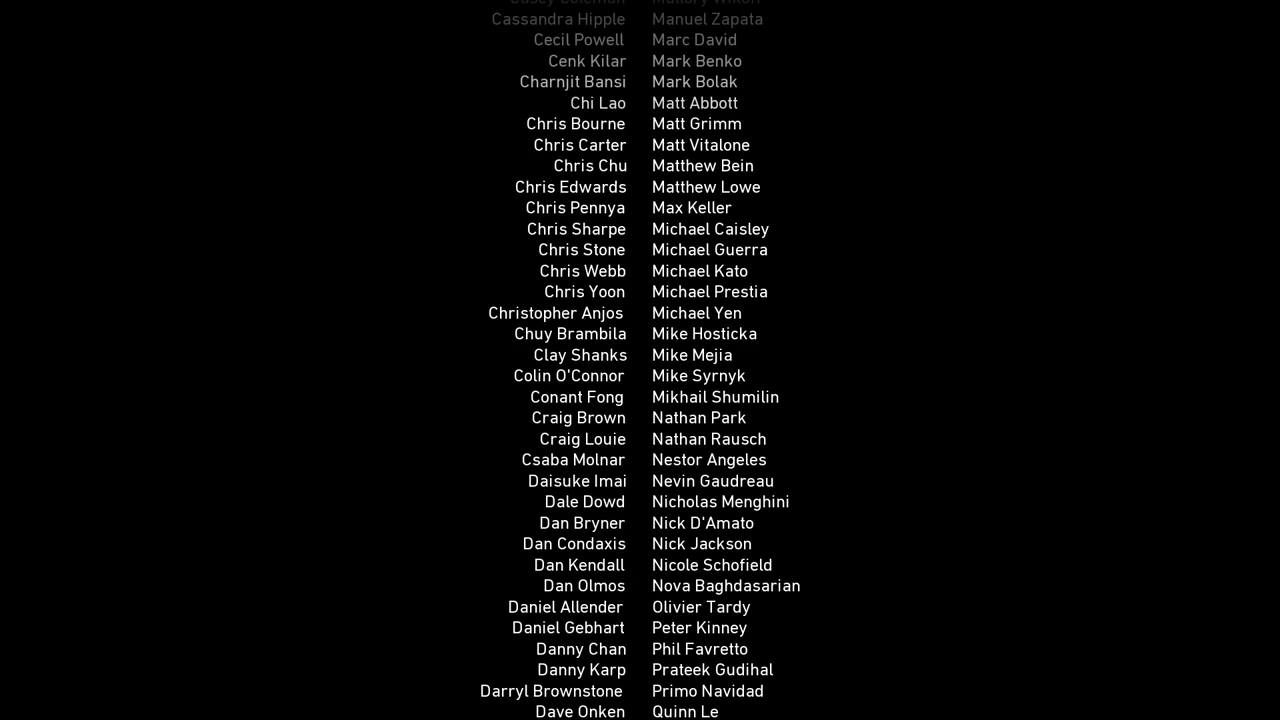 Cassandra Hipple Manuel Zapata
Cecil Powell Marc David
Cenk Kilar Mark Benko
Charnjit Bansi Mark Bolak
Chi Lao Matt Abbott
Chris Bourne Matt Grimm
Chris Carter Matt Vitalone
Chris Chu Matthew Bein
Chris Edwards Matthew Lowe
Chris Pennya Max Keller
Chris Sharpe Michael Caisley
Chris Stone Michael Guerra
Chris Webb Michael Kato
Chris Yoon Michael Prestia
Christopher Anjos Michael Yen
Chuy Brambila Mike Hosticka
Clay Shanks Mike Mejia
Colin O'Connor Mike Syrnyk
Conant Fong Mikhail Shumilin
Craig Brown Nathan Park
Craig Louie Nathan Rausch
Csaba Molnar Nestor Angeles
Daisuke Imai Nevin Gaudreau
Dale Dowd Nicholas Menghini
Dan Bryner Nick D'Amato
Dan Condaxis Nick Jackson
Dan Kendall Nicole Schofield
Dan Olmos Nova Baghdasarian
Daniel Allender Olivier Tardy
Daniel Gebhart Peter Kinney
Danny Chan Phil Favretto
Danny Karp Prateek Gudihal
Darryl Brownstone Primo Navidad
Dave Onken Quinn Le